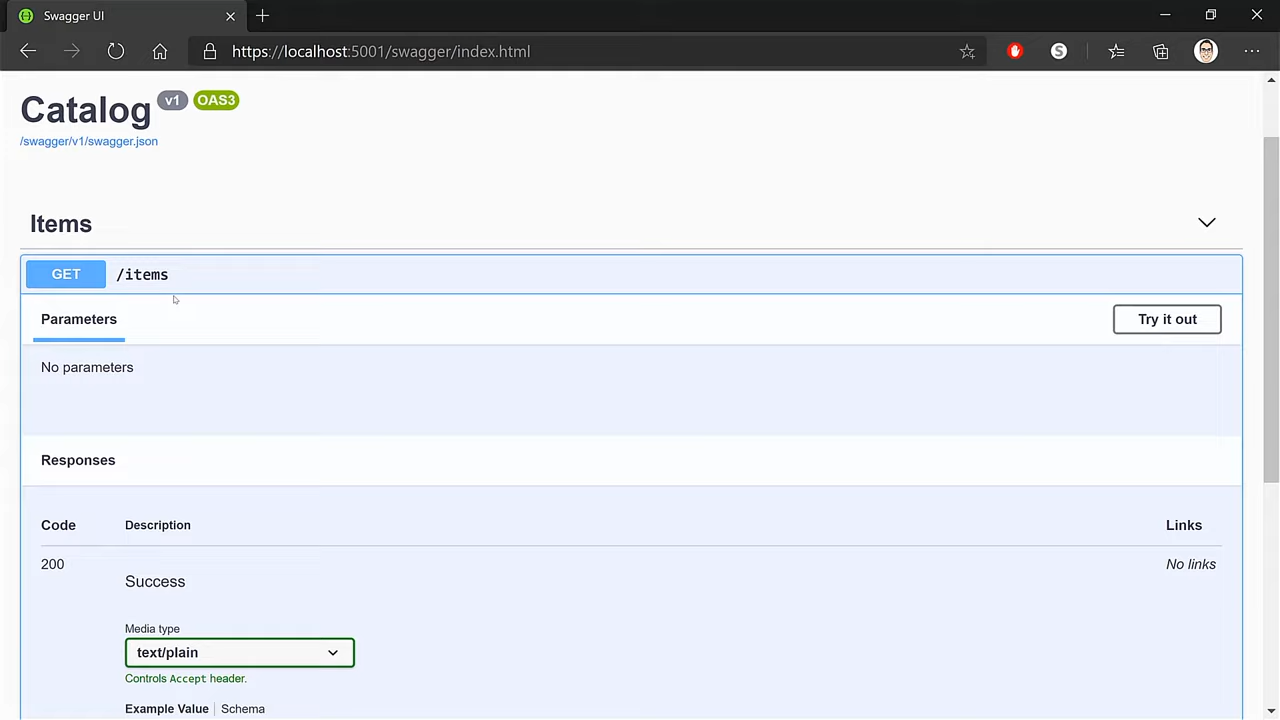 Swagger UI
https://localhost:5001/swagger/index.html
S
Catalog v1 OAS3
/swagger/v1/swagger.json
Items
GET /items
Parameters
Try it out
No parameters
Responses
Code Description Links
200 Success No links
Media type
text/plain
Controls Accept header.
Example Value Schema